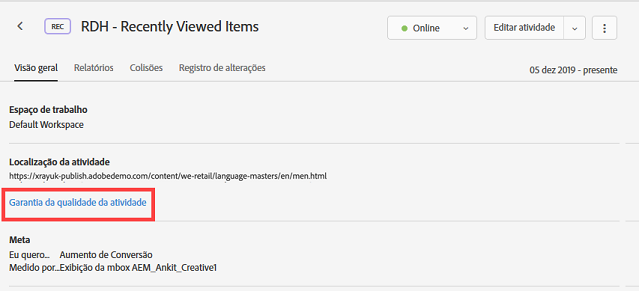 REC RDH - Recently Viewed Items Online Editar atividade
Visão geral Relatórios Colisões Registro de alterações 05 dez 2019 - presente
Espaço de trabalho
Default Workspace
Localização da atividade
https://xrayuk-publish.adobedemo.com/content/we-retail/language-masters/en/men.html
Garantia da qualidade da atividade
Meta
Eu quero... Aumento de Conversão
Medido por...Exibição da mbox AEM_Ankit_Creative1